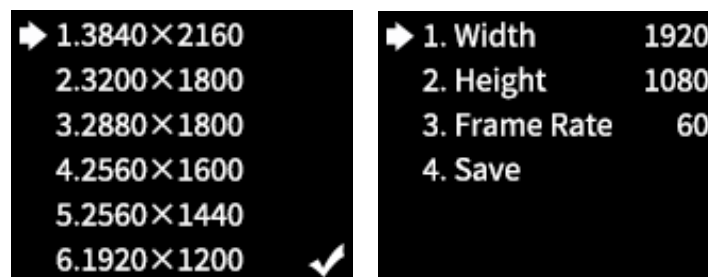 1.3840×2160
2.3200×1800
3.2880×1800
4.2560×1600
5.2560×1440
6.1920×1200
1. Width 1920
2. Height 1080
3. Frame Rate 60
4. Save